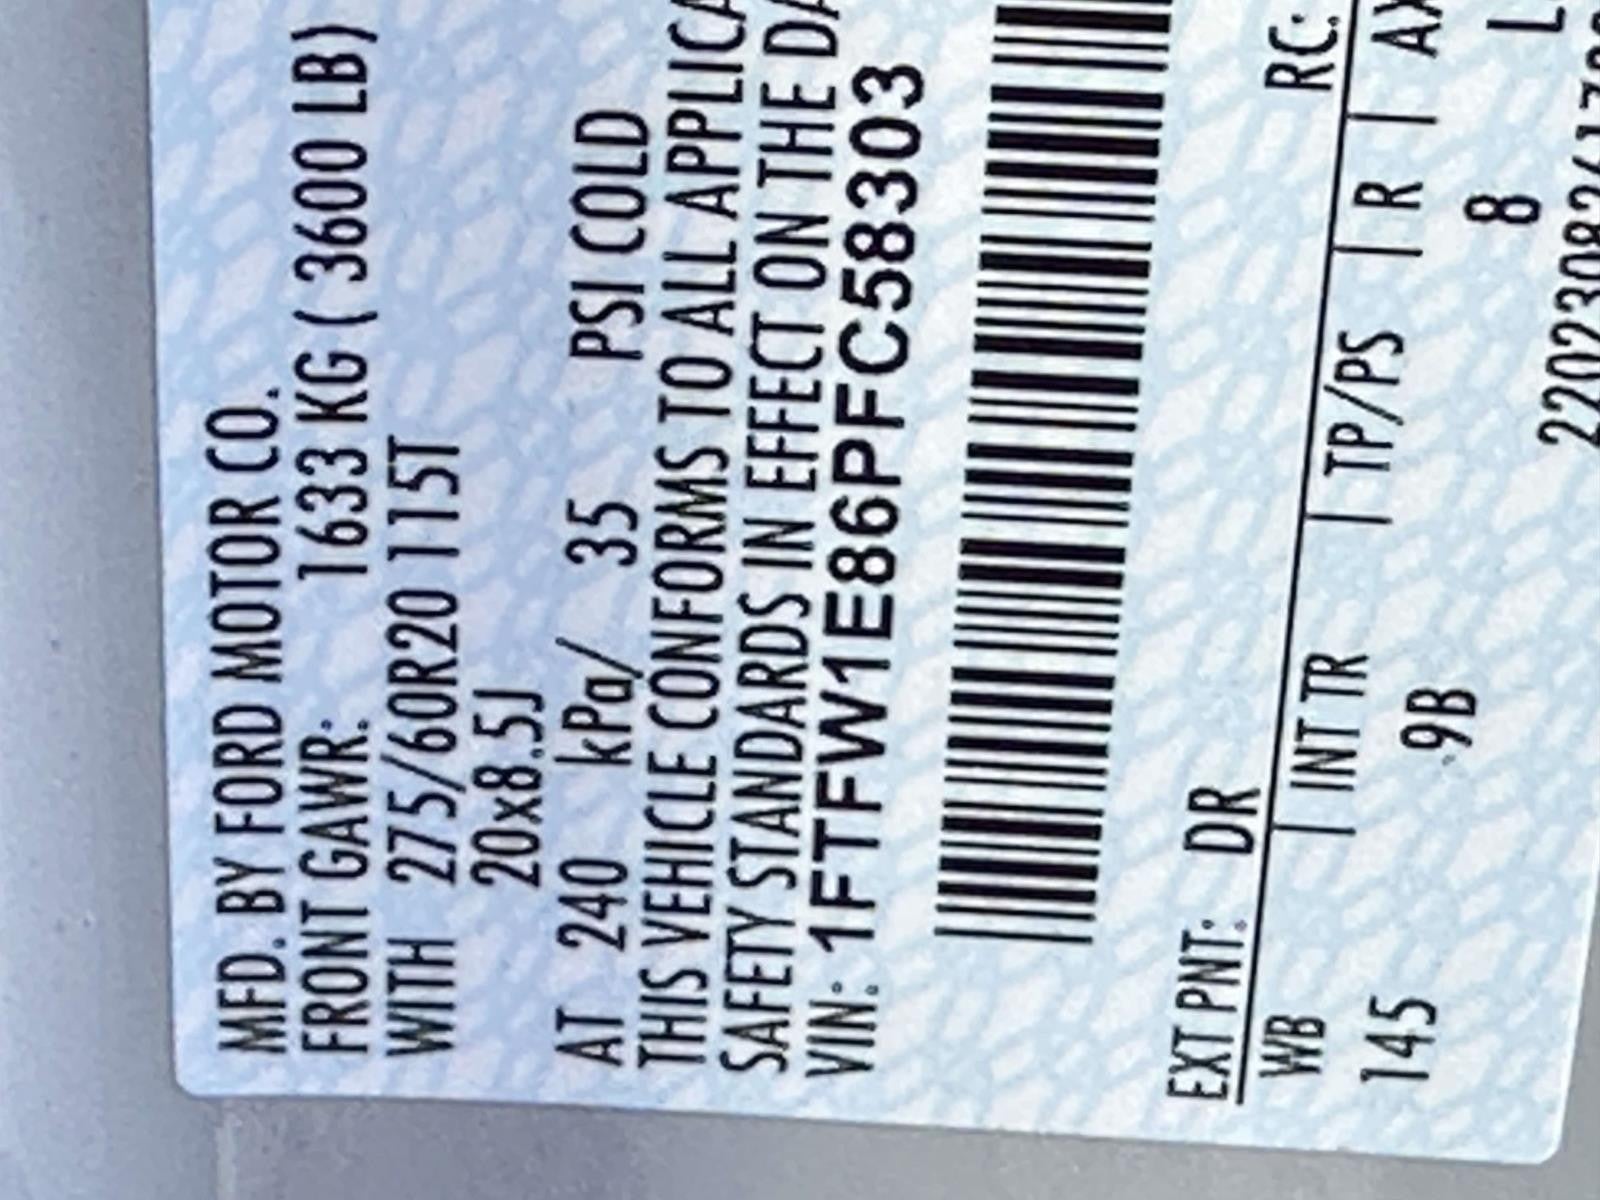 MFD. BY FORD MOTOR CO.
FRONT GAWR: 1633 KG ( 3600 LB)
WITH 275/60R20 115T
20x8.5J
AT 240 kPa/ 35 PSI COLD
THIS VEHICLE CONFORMS TO ALL APPLICA
SAFETY STANDARDS IN EFFECT ON THE DA
VIN: 1FTFW1E86PFC58303
EXT PNT: DR RC:
WB | INT TR | TP/PS | R | AX
145 9B 8 L